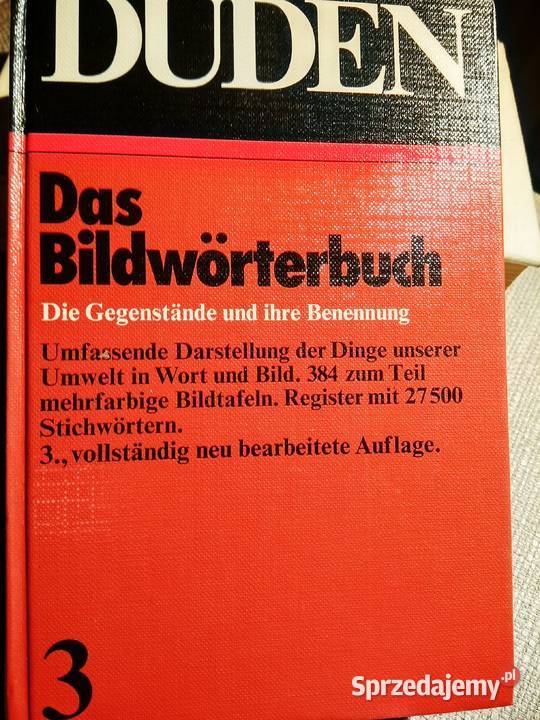 DUDEN
Das
Bildwörterbuch
Die Gegenstände und ihre Benennung
Umfassende Darstellung der Dinge unserer
Umwelt in Wort und Bild. 384 zum Teil
mehrfarbige Bildtafeln. Register mit 27500
Stichwörtern.
3., vollständig neu bearbeitete Auflage.
3
Sprzedajemy.pl